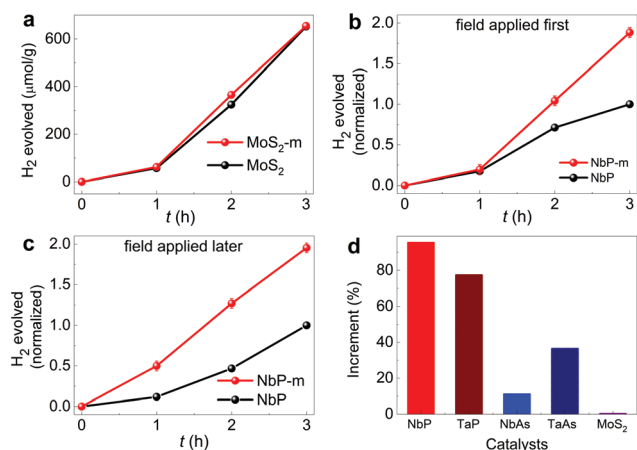 a
H₂ evolved (μmol/g)
600
400
200
0
MoS₂-m
MoS₂
0 1 2 3
t (h)
b
field applied first
H₂ evolved
(normalized)
2.0
1.5
1.0
0.5
0.0
NbP-m
NbP
0 1 2 3
t (h)
c
field applied later
H₂ evolved
(normalized)
2.0
1.5
1.0
0.5
0.0
NbP-m
NbP
0 1 2 3
t (h)
d
Increment (%)
80
60
40
20
0
NbP TaP NbAs TaAs MoS₂
Catalysts